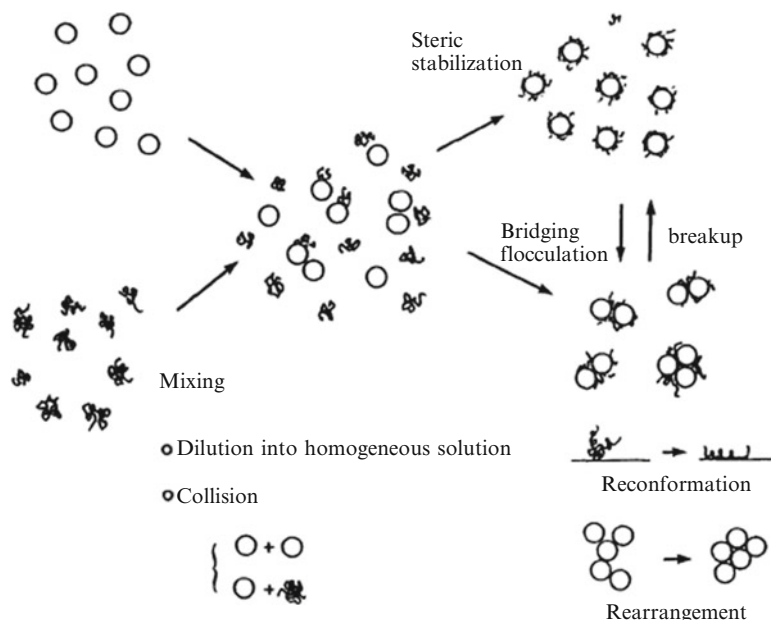 Steric
stabilization
Bridging
flocculation
breakup
Mixing
Dilution into homogeneous solution
Collision
+
+
Reconformation
Rearrangement